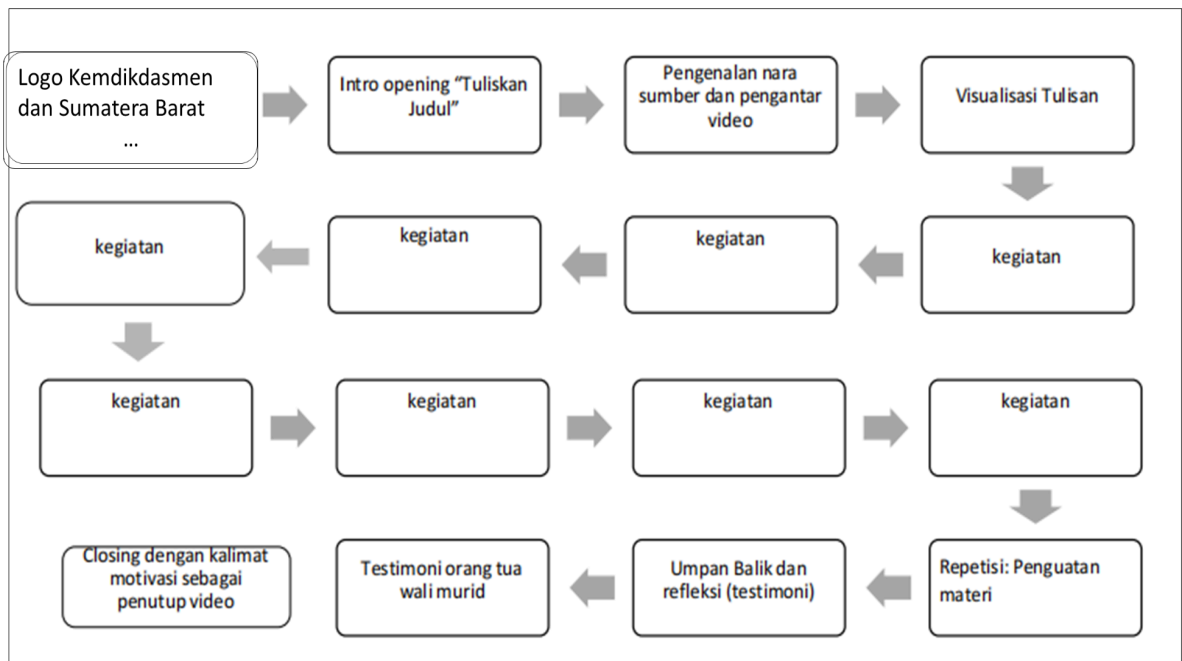 Logo Kemdikdasmen
dan Sumatera Barat
...
Intro opening “Tuliskan
Judul”
Pengenalan nara
sumber dan pengantar
video
Visualisasi Tulisan
kegiatan
kegiatan
kegiatan
kegiatan
kegiatan
kegiatan
kegiatan
kegiatan
Repetisi: Penguatan
materi
Umpan Balik dan
refleksi (testimoni)
Testimoni orang tua
wali murid
Closing dengan kalimat
motivasi sebagai
penutup video